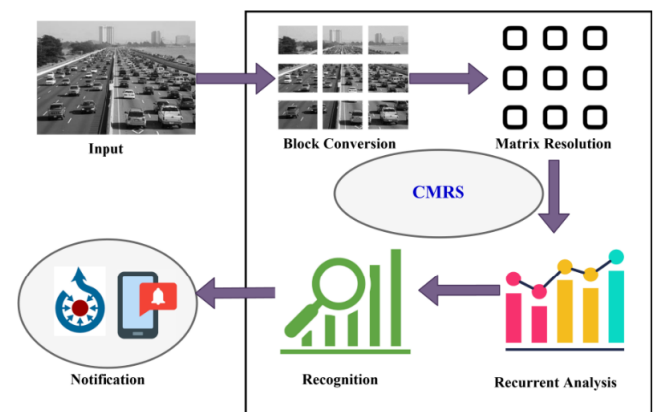 Input
Block Conversion
Matrix Resolution
CMRS
Notification
Recognition
Recurrent Analysis